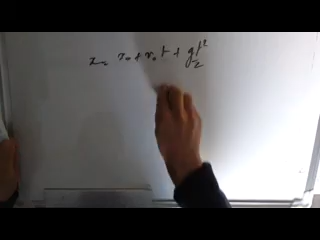 x = x₀ + v₀t + gt²/2